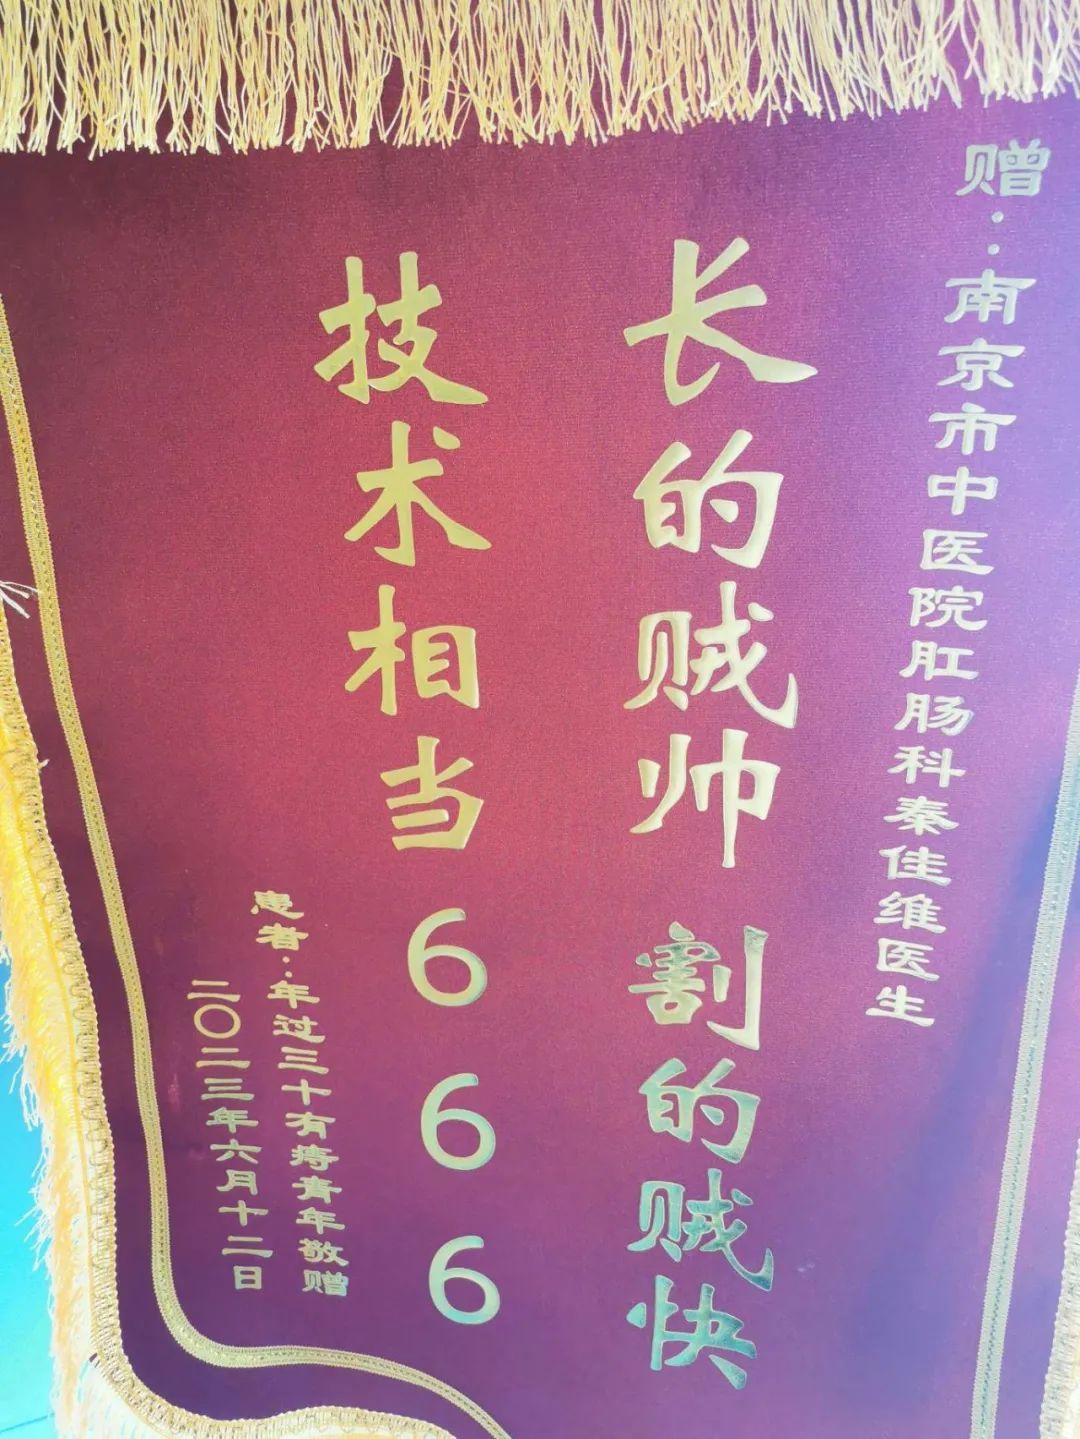 赠：南京市中医院肛肠科秦佳维医生
长的贼帅 割的贼快
技术相当666
患者：年过三十有痔青年敬赠
二〇二三年六月十二日